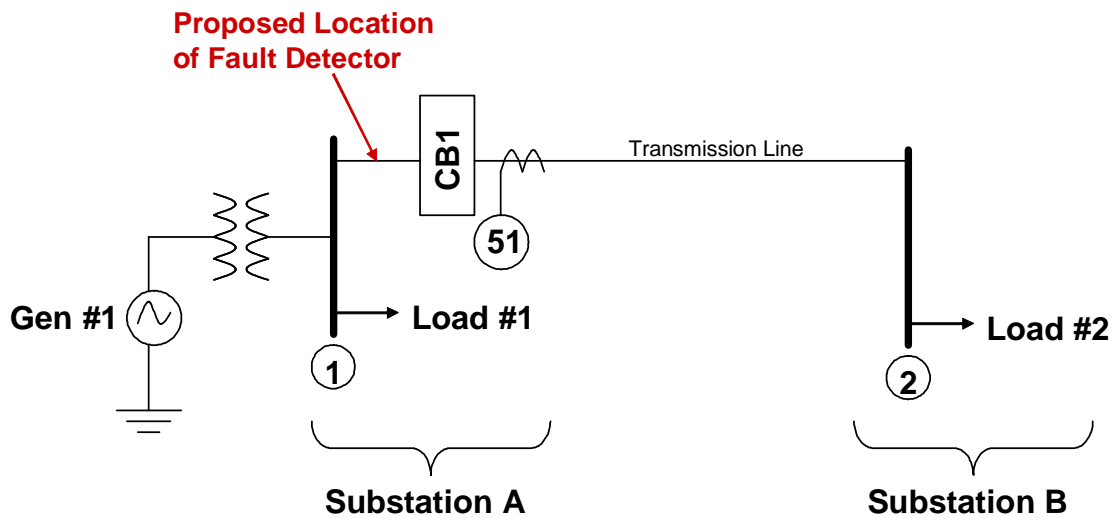 Proposed Location
of Fault Detector
CB1
Transmission Line
51
Gen #1
Load #1
Load #2
1
2
Substation A
Substation B